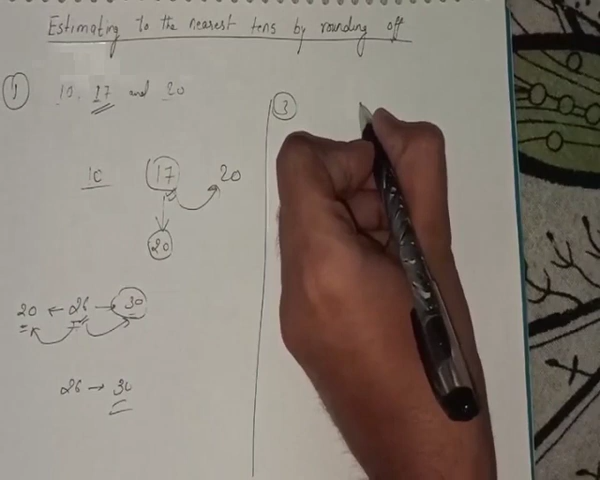 Estimating to the nearest tens by rounding off
1) 10, 17 and 20
10 17 20
20
20 ← 26 → 30
26 → 30
3